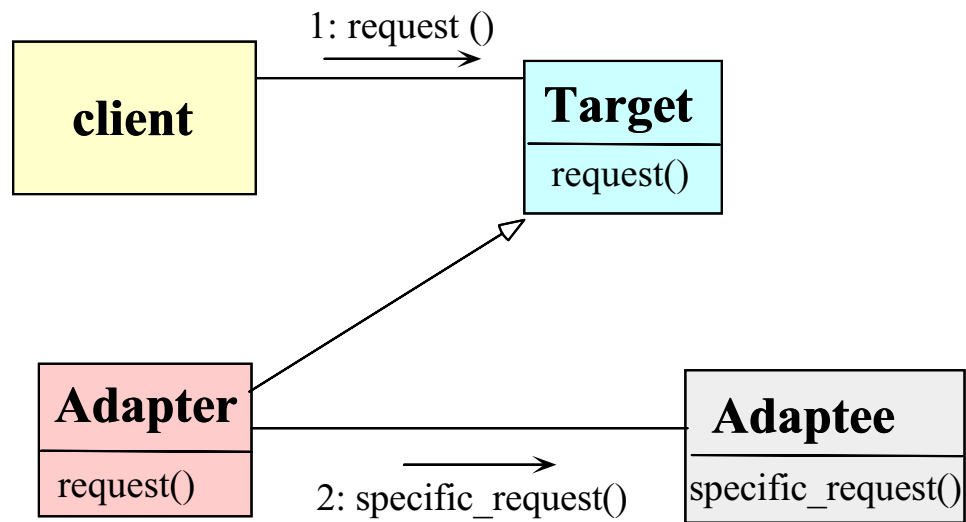 1: request ()
client
Target
request()
Adapter
request()
2: specific_request()
Adaptee
specific_request()